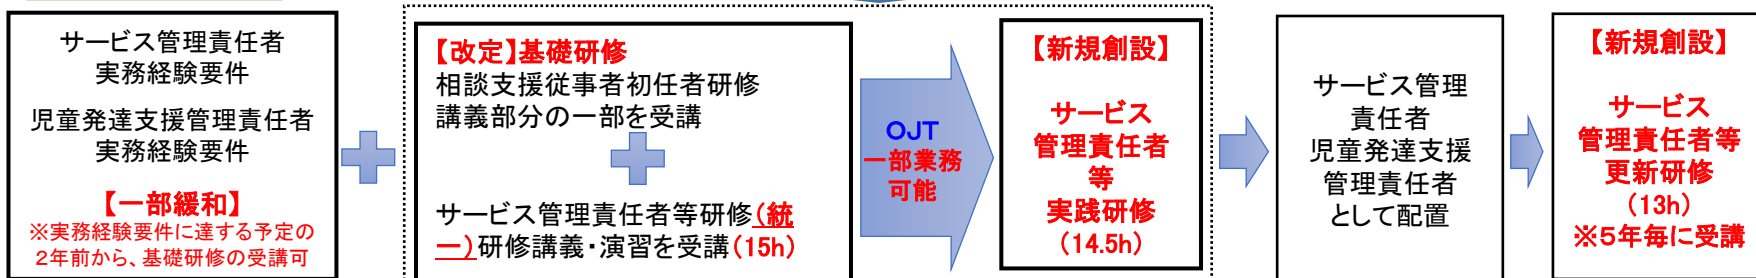 サービス管理責任者
実務経験要件
児童発達支援管理責任者
実務経験要件
【一部緩和】
※実務経験要件に達する予定の
2年前から、基礎研修の受講可
【改定】基礎研修
相談支援従事者初任者研修
講義部分の一部を受講
サービス管理責任者等研修(統
一)研修講義・演習を受講(15h)
OJT
一部業務
可能
【新規創設】
サービス
管理責任者
等
実践研修
(14.5h)
サービス管理
責任者
児童発達支援
管理責任者
として配置
【新規創設】
サービス
管理責任者等
更新研修
(13h)
※5年毎に受講